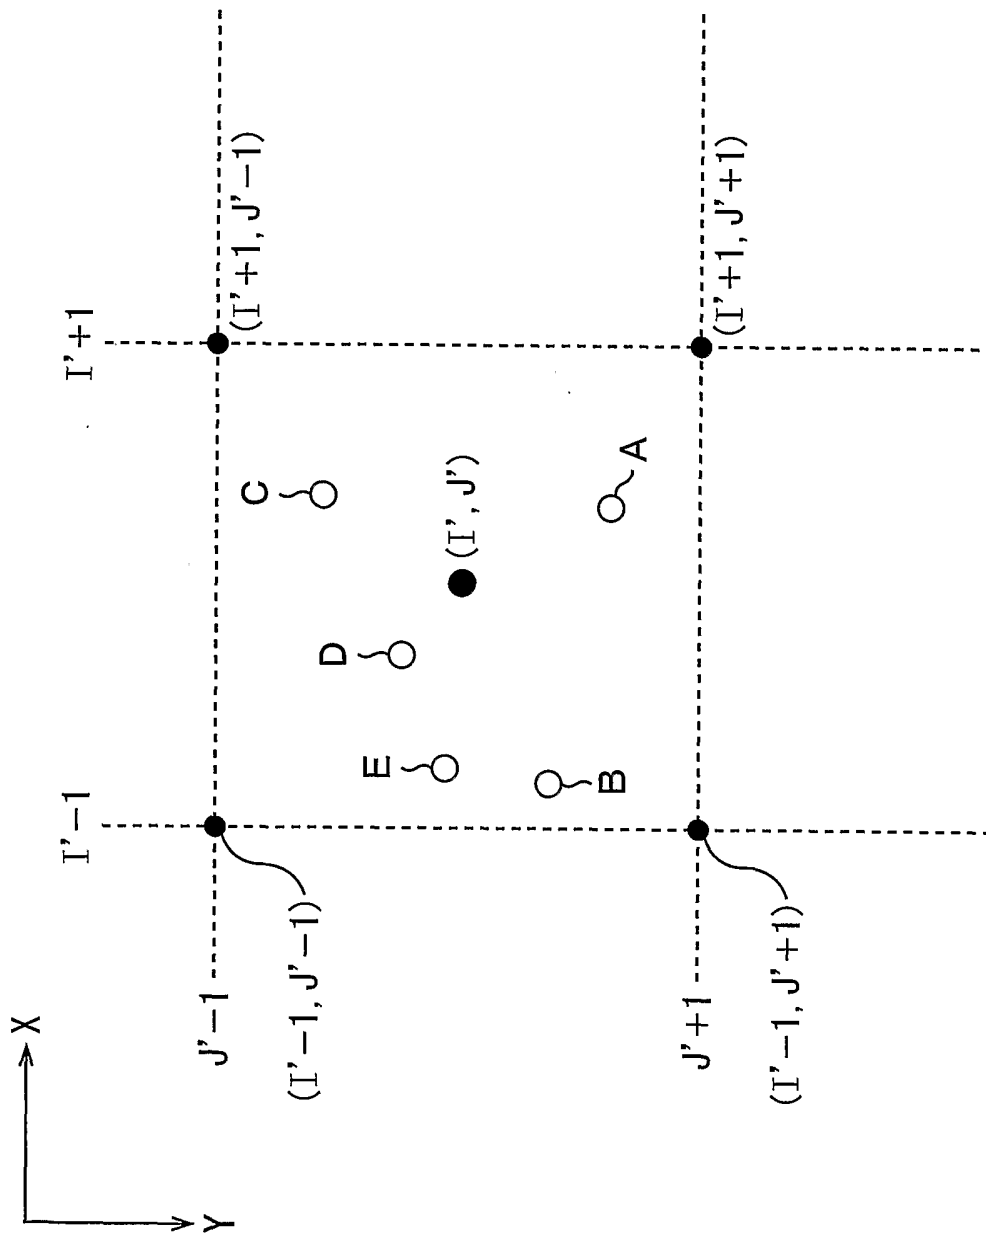 X
Y
I'−1
I'+1
J'−1
(I'−1, J'−1)
(I'+1, J'−1)
C
D
E
(I', J')
B
A
J'+1
(I'−1, J'+1)
(I'+1, J'+1)